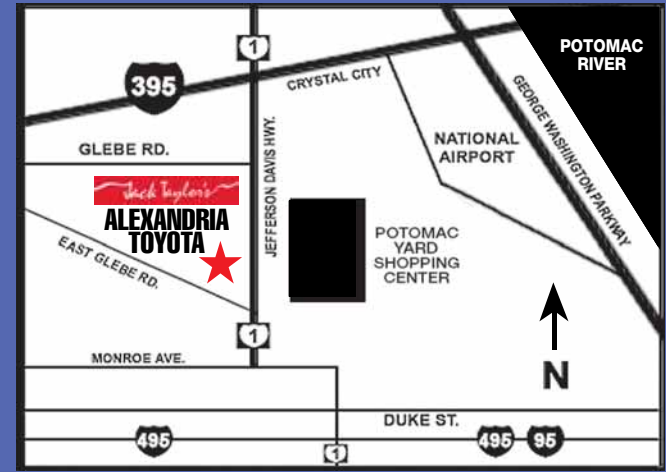 1
POTOMAC
RIVER
395
CRYSTAL CITY
GEORGE WASHINGTON PARKWAY
GLEBE RD.
JEFFERSON DAVIS HWY.
NATIONAL
AIRPORT
Jack Taylor's
ALEXANDRIA
TOYOTA
EAST GLEBE RD.
POTOMAC
YARD
SHOPPING
CENTER
1
MONROE AVE.
N
DUKE ST.
495
1
495
95